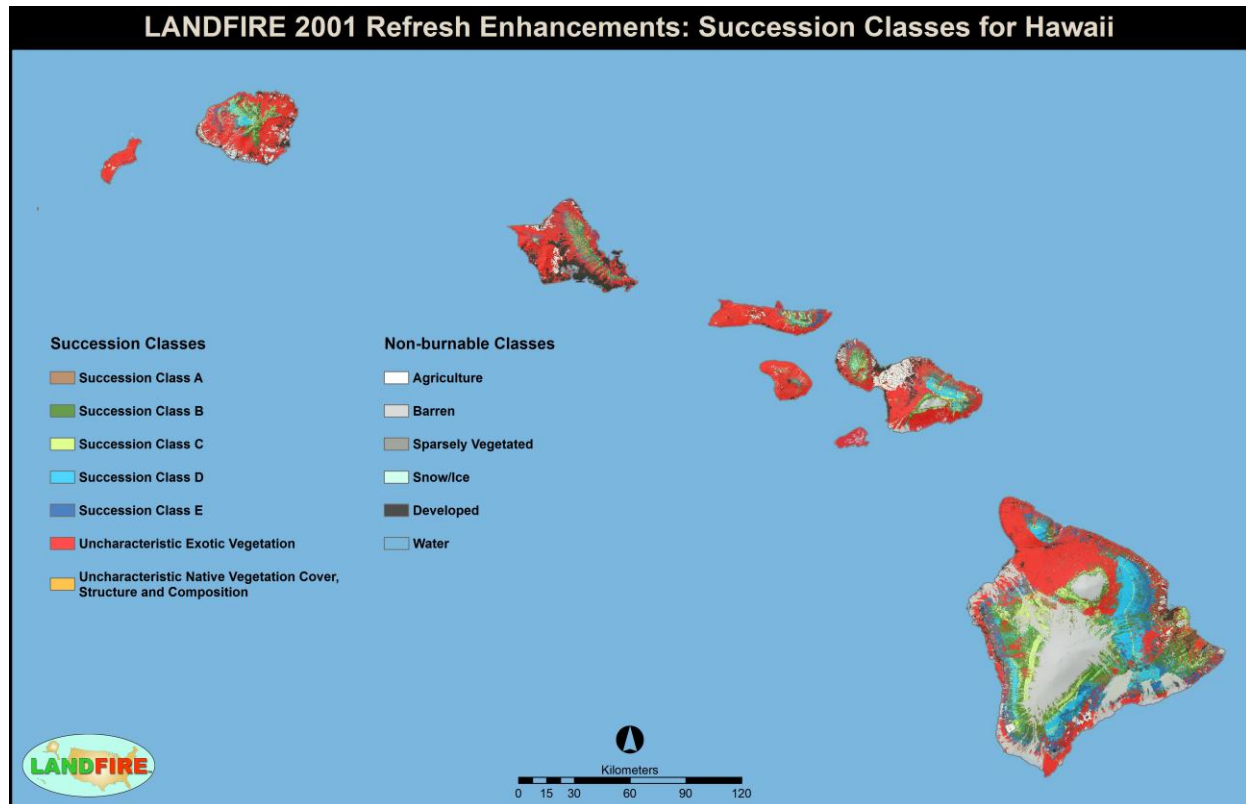 LANDFIRE 2001 Refresh Enhancements: Succession Classes for Hawaii
Succession Classes
Succession Class A
Succession Class B
Succession Class C
Succession Class D
Succession Class E
Uncharacteristic Exotic Vegetation
Uncharacteristic Native Vegetation Cover,
Structure and Composition
Non-burnable Classes
Agriculture
Barren
Sparsely Vegetated
Snow/Ice
Developed
Water
LANDFIRE
Kilometers
0 15 30 60 90 120